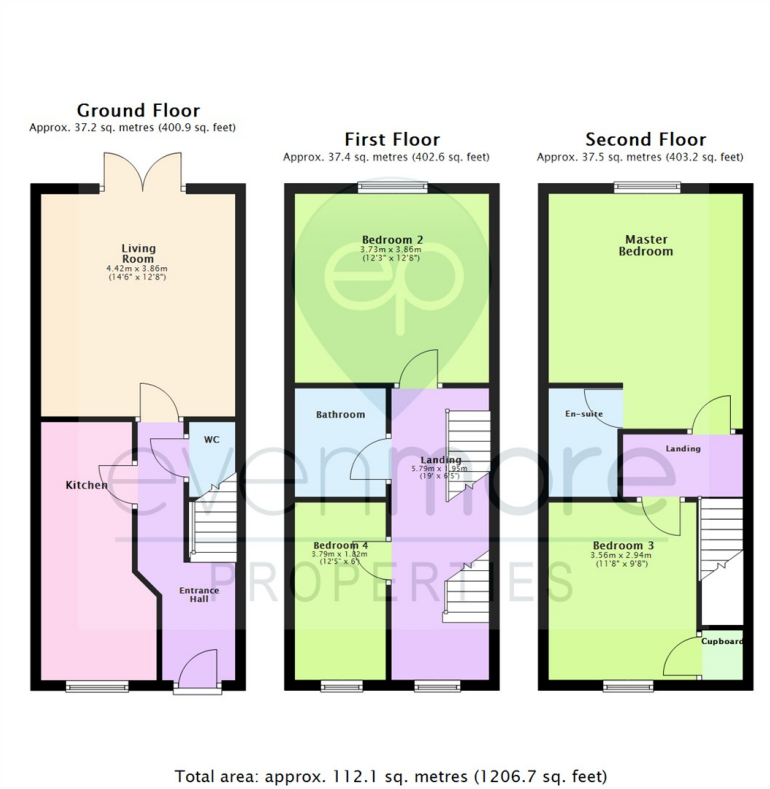 Ground Floor
Approx. 37.2 sq. metres (400.9 sq. feet)
Living
Room
4.42m x 3.86m
(14'6" x 12'8")
WC
Kitchen
Entrance
Hall
First Floor
Approx. 37.4 sq. metres (402.6 sq. feet)
Bedroom 2
3.73m x 3.86m
(12'3" x 12'8")
Bathroom
Landing
5.79m x 1.95m
(19' x 6'5")
Bedroom 4
3.79m x 1.82m
(12'5" x 6')
Second Floor
Approx. 37.5 sq. metres (403.2 sq. feet)
Master
Bedroom
En-suite
Landing
Bedroom 3
3.56m x 2.94m
(11'8" x 9'8")
Cupboard
ep
evenmore
PROPERTIES
Total area: approx. 112.1 sq. metres (1206.7 sq. feet)